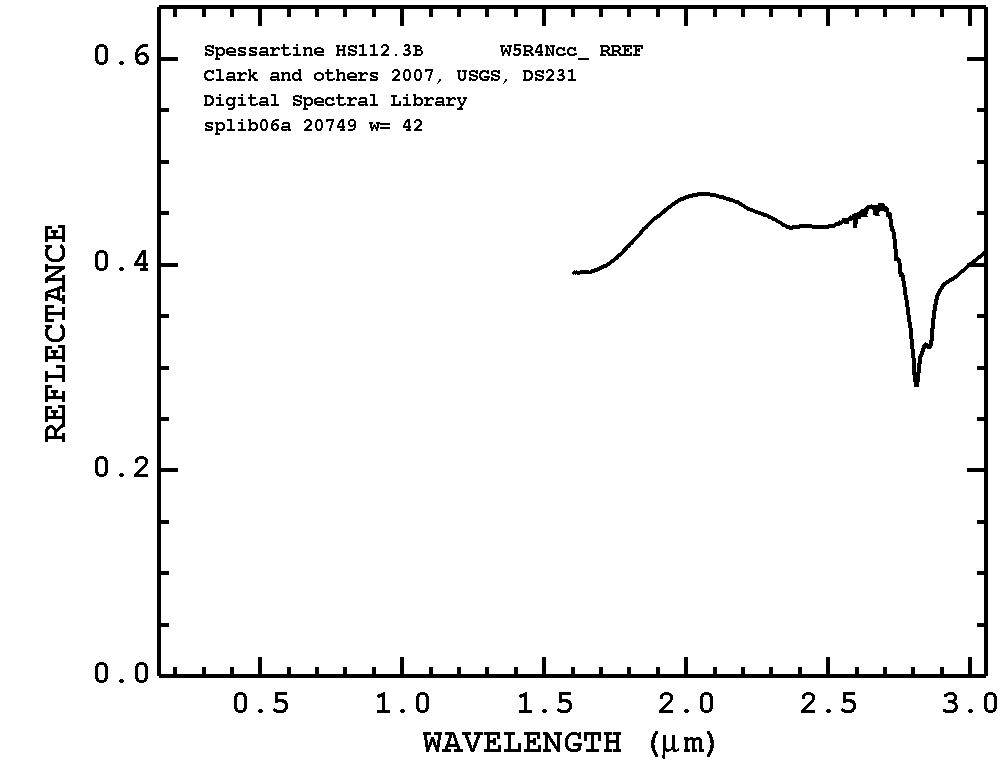 Spessartine HS112.3B W5R4Ncc_ RREF
Clark and others 2007, USGS, DS231
Digital Spectral Library
splib06a 20749 w= 42
REFLECTANCE
0.6
0.4
0.2
0.0
0.5 1.0 1.5 2.0 2.5 3.0
WAVELENGTH (μm)